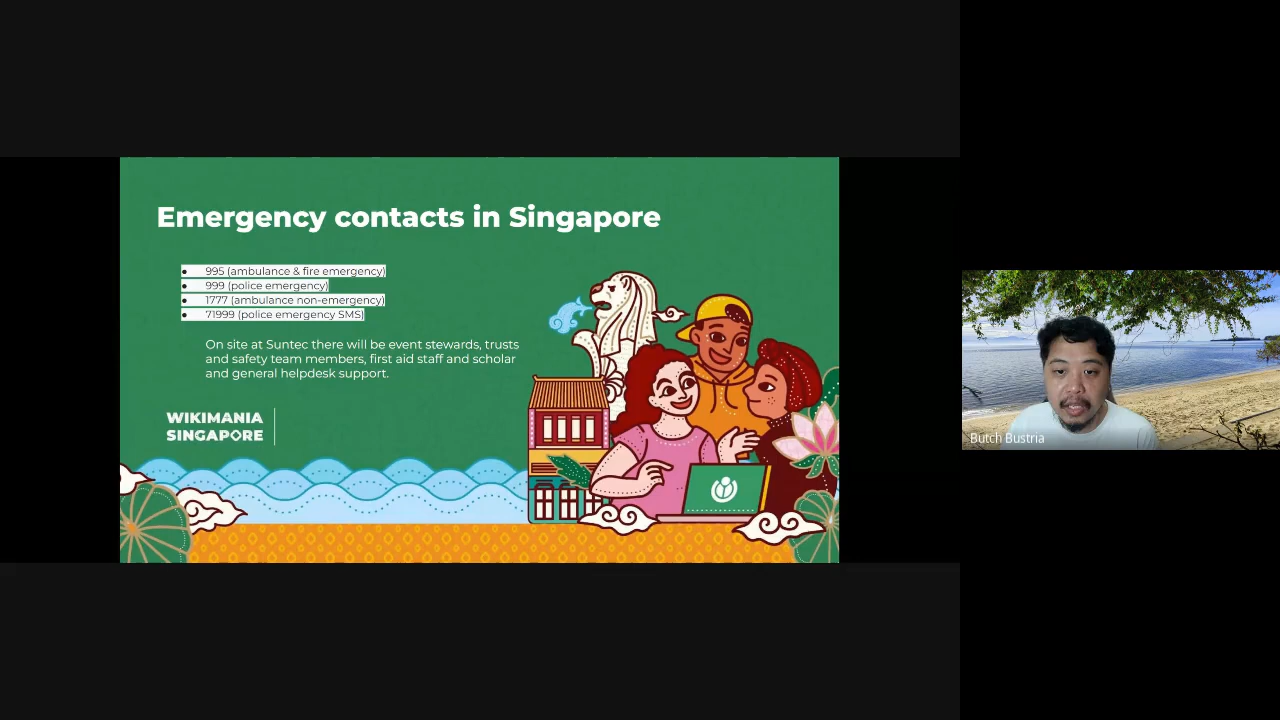 Emergency contacts in Singapore
● 995 (ambulance & fire emergency)
● 999 (police emergency)
● 1777 (ambulance non-emergency)
● 71999 (police emergency SMS)
On site at Suntec there will be event stewards, trusts
and safety team members, first aid staff and scholar
and general helpdesk support.
WIKIMANIA
SINGAPORE
Butch Bustria